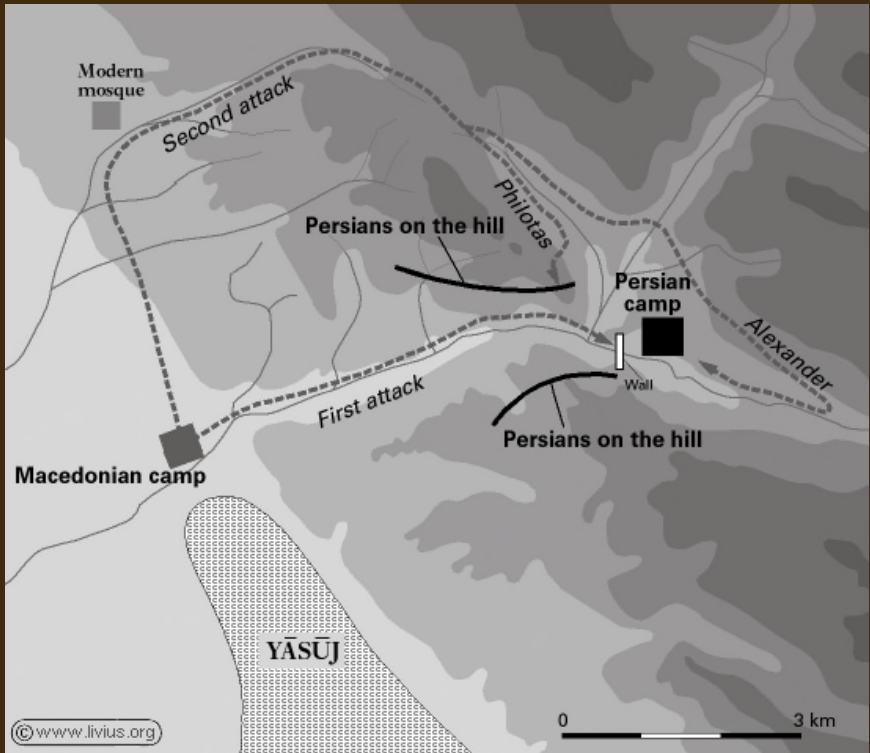 Modern
mosque
Second attack
Philotas
Persians on the hill
Persian
camp
Alexander
Wall
First attack
Persians on the hill
Macedonian camp
YĀSŪJ
©www.livius.org
0 3 km